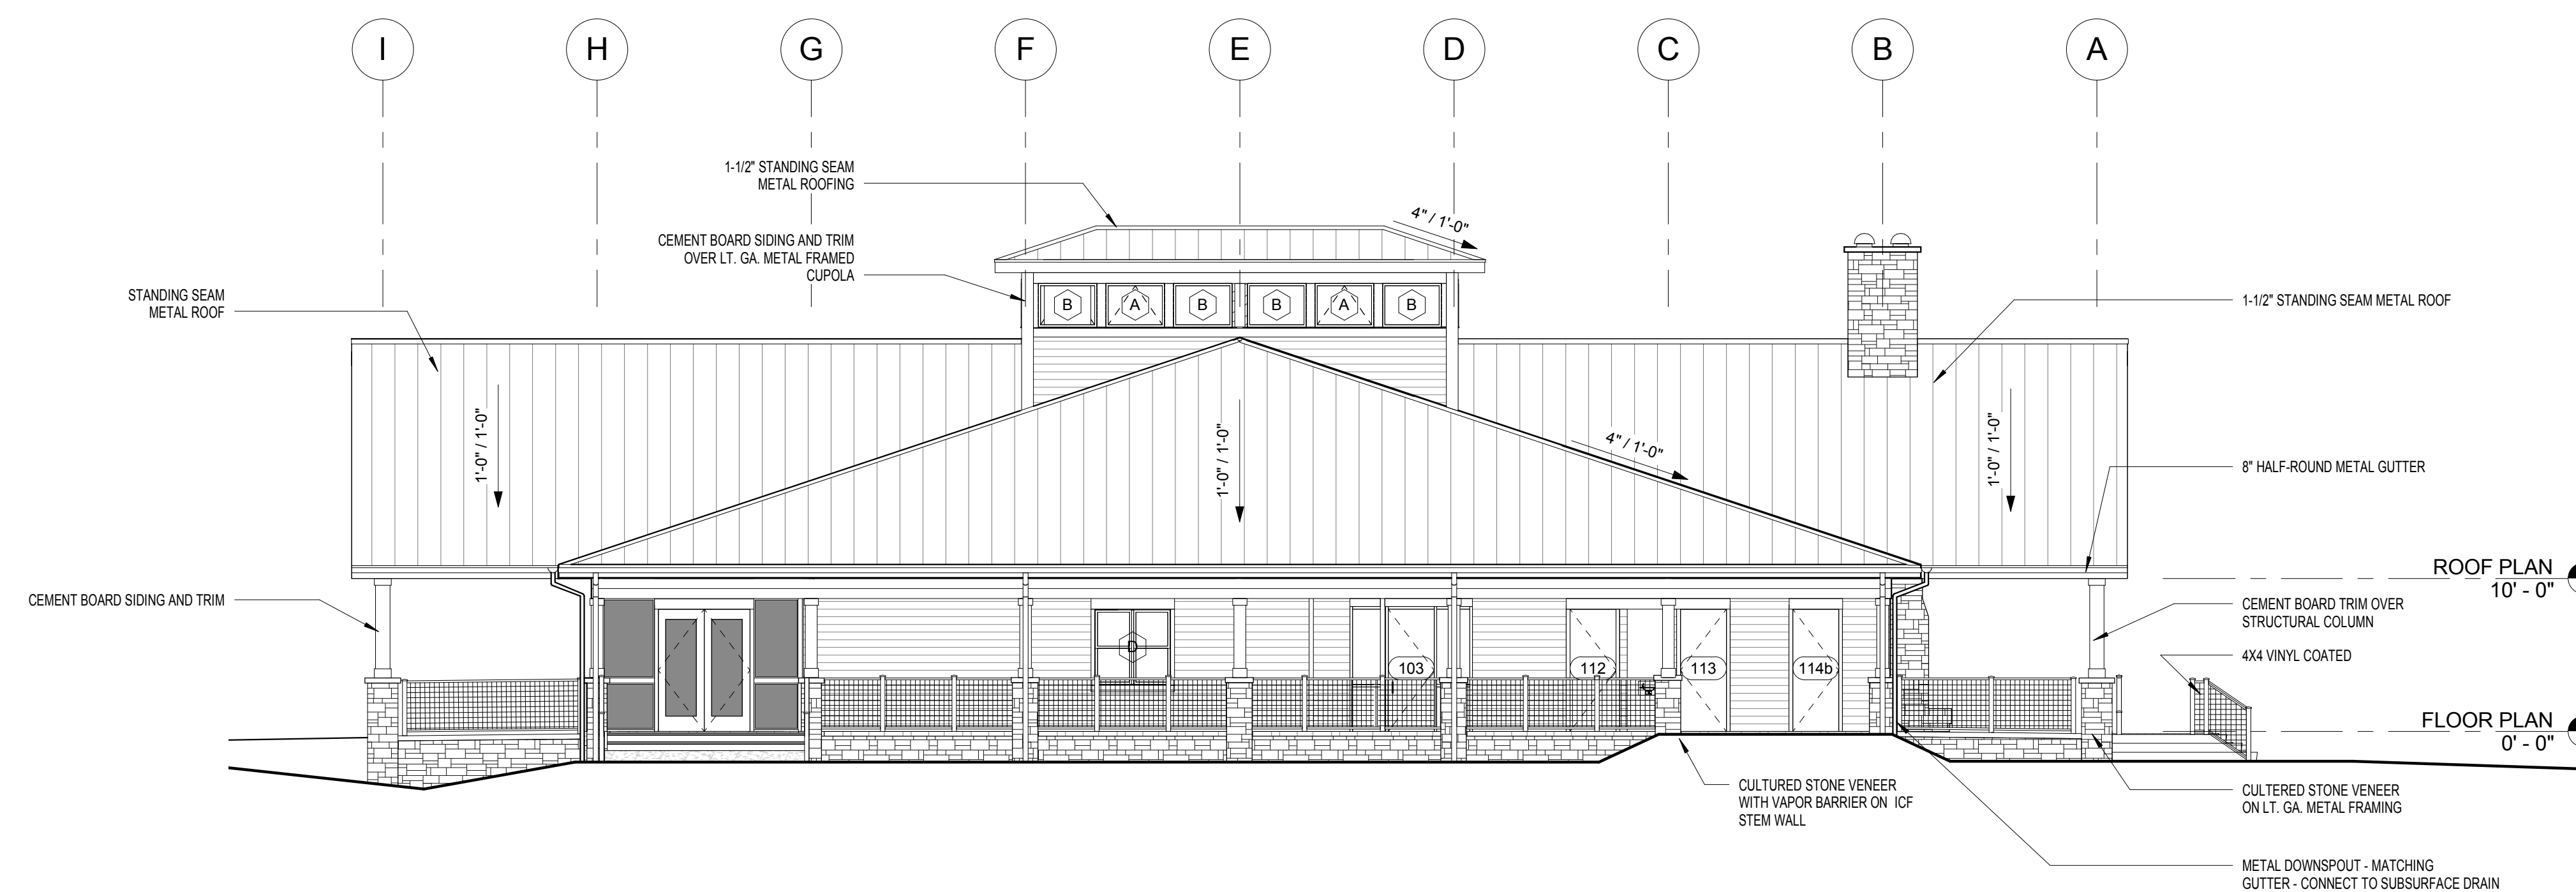 I H G F E D C B A
1-1/2" STANDING SEAM
METAL ROOFING
4" / 1'-0"
CEMENT BOARD SIDING AND TRIM
OVER LT. GA. METAL FRAMED
CUPOLA
STANDING SEAM
METAL ROOF
B A B B A B
1-1/2" STANDING SEAM METAL ROOF
1'-0" / 1'-0"
1'-0" / 1'-0"
4" / 1'-0"
1'-0" / 1'-0"
8" HALF-ROUND METAL GUTTER
ROOF PLAN
10' - 0"
CEMENT BOARD SIDING AND TRIM
CEMENT BOARD TRIM OVER
STRUCTURAL COLUMN
D
103
112
113
114b
4X4 VINYL COATED
FLOOR PLAN
0' - 0"
CULTURED STONE VENEER
WITH VAPOR BARRIER ON ICF
STEM WALL
CULTERED STONE VENEER
ON LT. GA. METAL FRAMING
METAL DOWNSPOUT - MATCHING
GUTTER - CONNECT TO SUBSURFACE DRAIN